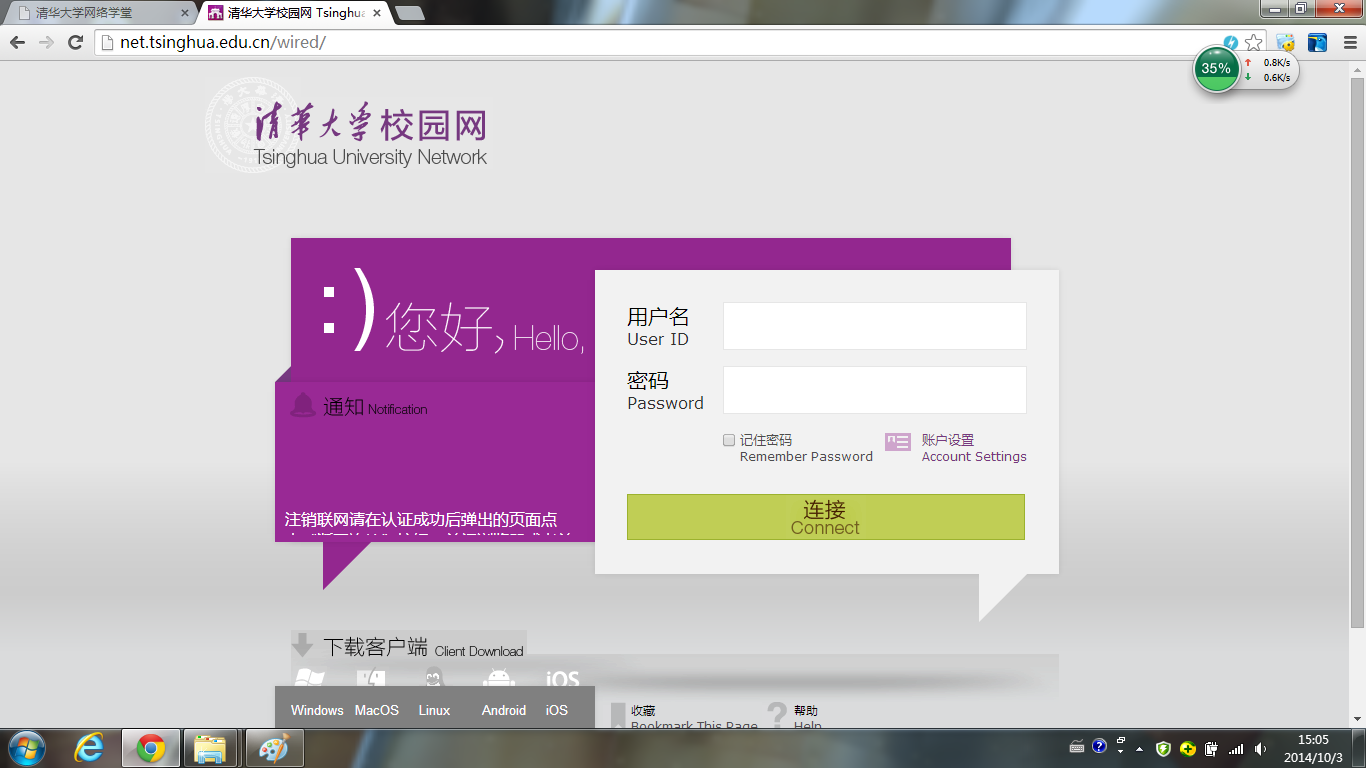 清华大学网络学堂
清华大学校园网 Tsinghua
net.tsinghua.edu.cn/wired/
35%
0.8K/s
0.6K/s
清华大学校园网
Tsinghua University Network
:) 您好, Hello,
用户名
User ID
密码
Password
记住密码
Remember Password
账户设置
Account Settings
连接
Connect
通知 Notification
注销联网请在认证成功后弹出的页面点
下载客户端 Client Download
iOS
Windows MacOS Linux Android iOS
收藏
Bookmark This Page
帮助
Help
15:05
2014/10/3